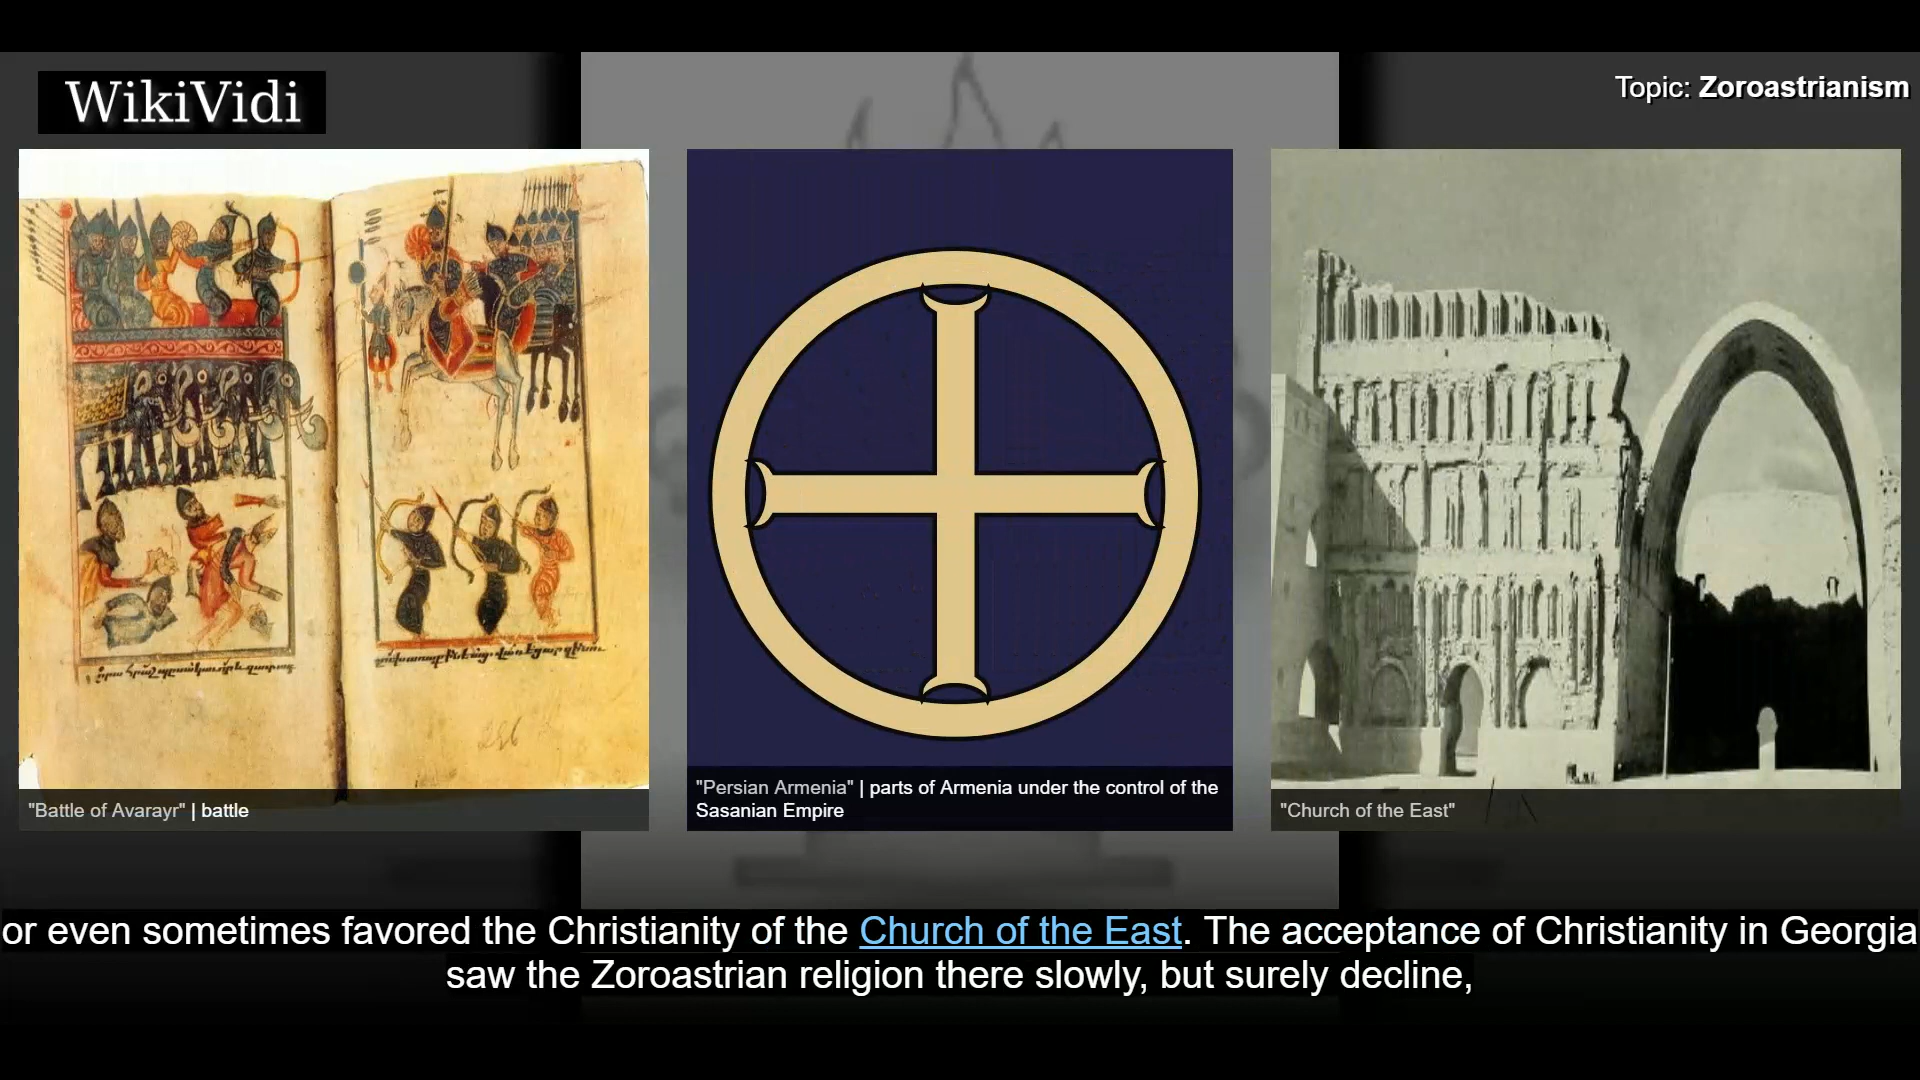 WikiVidi
Topic: Zoroastrianism
"Battle of Avarayr" | battle
"Persian Armenia" | parts of Armenia under the control of the
Sasanian Empire
"Church of the East"
or even sometimes favored the Christianity of the Church of the East. The acceptance of Christianity in Georgia
saw the Zoroastrian religion there slowly, but surely decline,